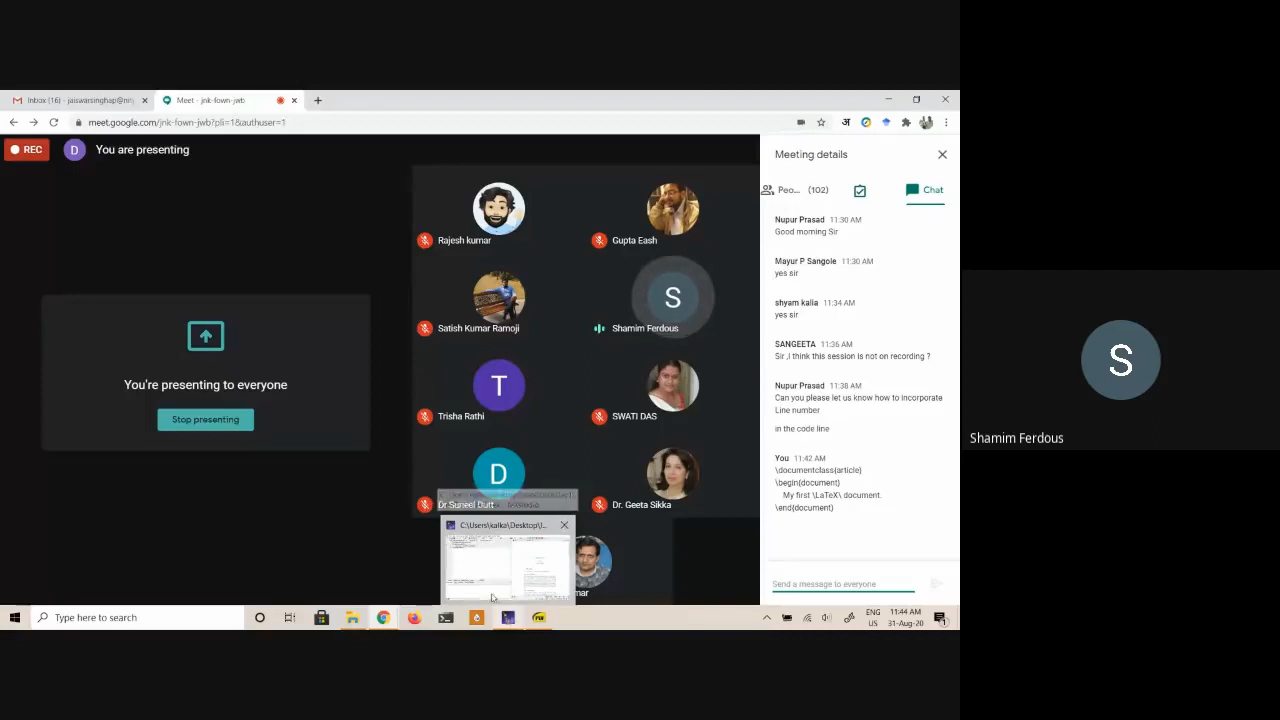 Inbox (16) - jaiswarsinghap@nitj
Meet - jnk-fown-jwb
meet.google.com/jnk-fown-jwb?pli=1&authuser=1
REC
D
You are presenting
You're presenting to everyone
Stop presenting
Rajesh kumar
Gupta Eash
Satish Kumar Ramoji
S
Shamim Ferdous
T
Trisha Rathi
SWATI DAS
D
Dr Suneel Dutt
Dr. Geeta Sikka
C:\Users\kalka\Desktop\I...
mar
Meeting details
Peo... (102)
Chat
Nupur Prasad 11:30 AM
Good morning Sir
Mayur P Sangole 11:30 AM
yes sir
shyam kalia 11:34 AM
yes sir
SANGEETA 11:36 AM
Sir ,I think this session is not on recording ?
Nupur Prasad 11:38 AM
Can you please let us know how to incorporate
Line number
in the code line
You 11:42 AM
\documentclass{article}
\begin{document}
My first \LaTeX\ document.
\end{document}
Send a message to everyone
Type here to search
ENG
US
11:44 AM
31-Aug-20
S
Shamim Ferdous